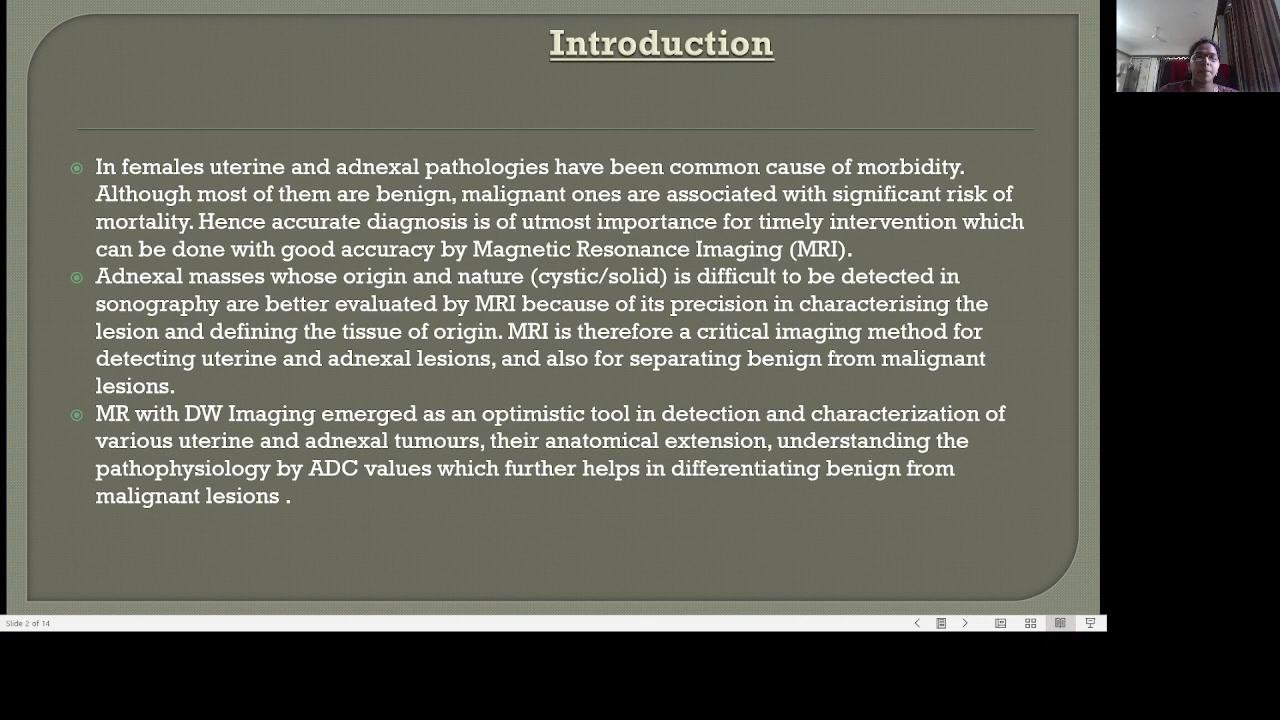 Introduction
In females uterine and adnexal pathologies have been common cause of morbidity.
Although most of them are benign, malignant ones are associated with significant risk of
mortality. Hence accurate diagnosis is of utmost importance for timely intervention which
can be done with good accuracy by Magnetic Resonance Imaging (MRI).
Adnexal masses whose origin and nature (cystic/solid) is difficult to be detected in
sonography are better evaluated by MRI because of its precision in characterising the
lesion and defining the tissue of origin. MRI is therefore a critical imaging method for
detecting uterine and adnexal lesions, and also for separating benign from malignant
lesions.
MR with DW Imaging emerged as an optimistic tool in detection and characterization of
various uterine and adnexal tumours, their anatomical extension, understanding the
pathophysiology by ADC values which further helps in differentiating benign from
malignant lesions .
Slide 2 of 14